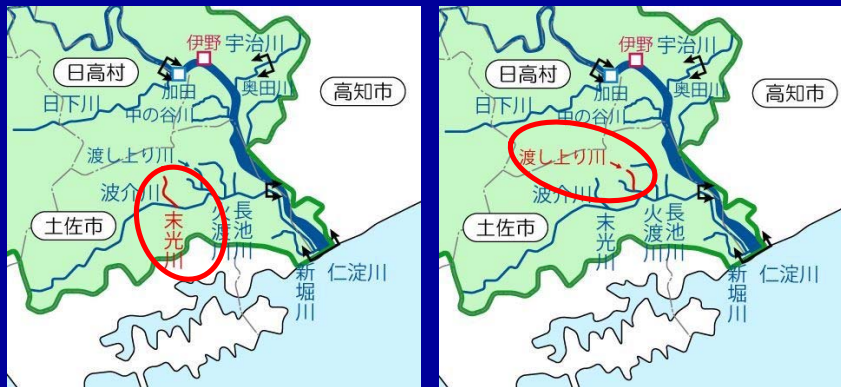 伊野
宇治川
日高村
加田
奥田川
日下川
中の谷川
高知市
渡し上り川
波介川
土佐市
末光川
火渡川
長池川
新堀川
仁淀川
伊野
宇治川
日高村
加田
奥田川
日下川
中の谷川
高知市
渡し上り川
波介川
土佐市
末光川
火渡川
長池川
新堀川
仁淀川